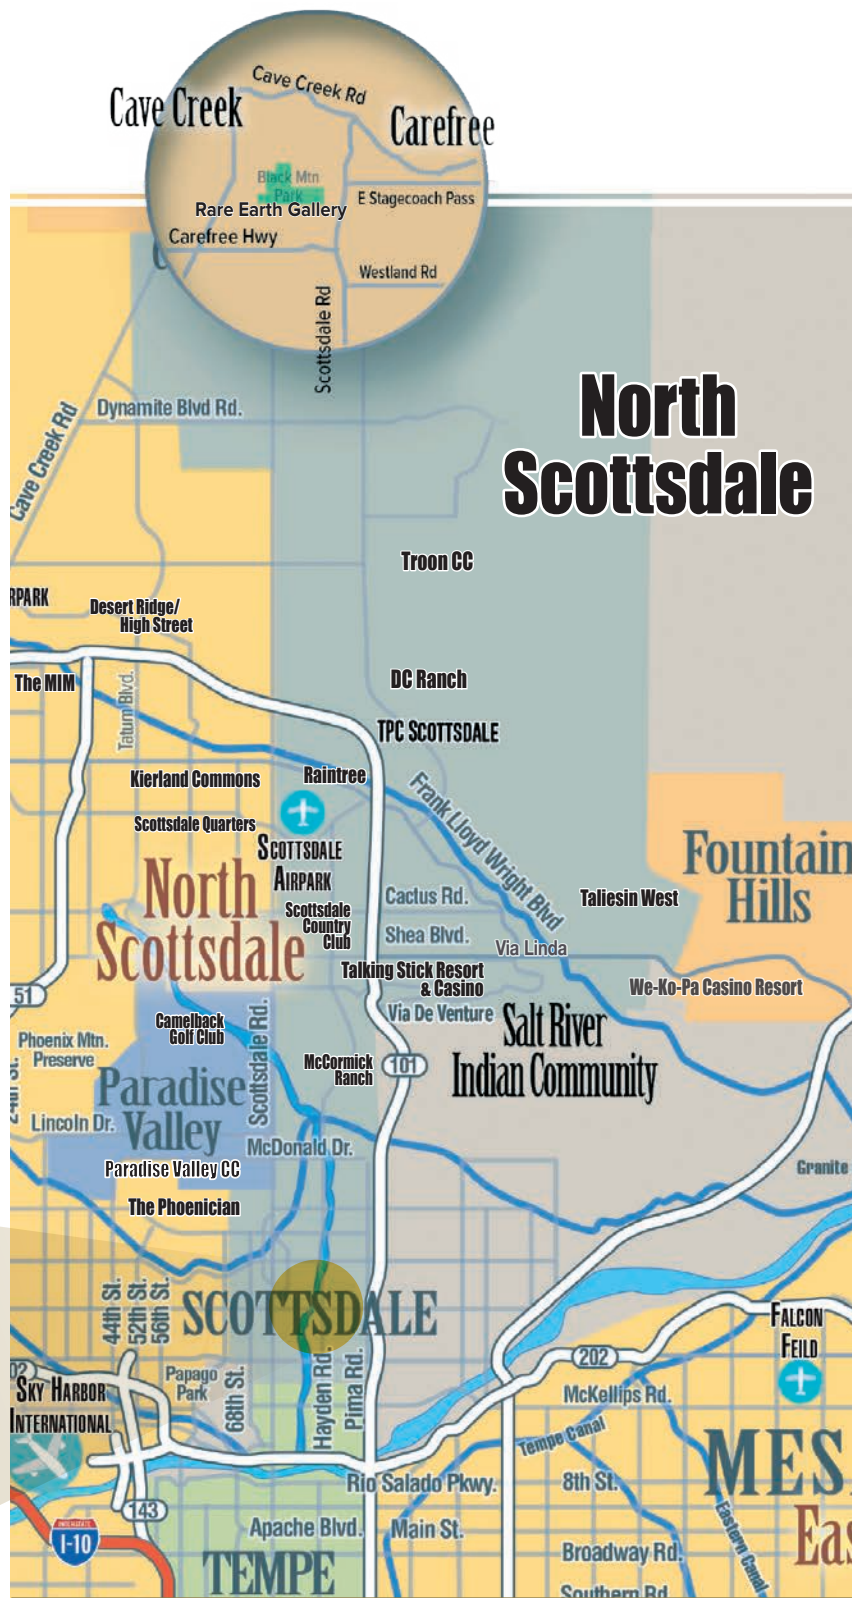 Cave Creek Rd
Cave Creek
Carefree
Black Mtn
Park
E Stagecoach Pass
Rare Earth Gallery
Carefree Hwy
Westland Rd
Scottsdale Rd
North
Scottsdale
Dynamite Blvd Rd.
Cave Creek Rd
Troon CC
RPARK
Desert Ridge/
High Street
The MIM
DC Ranch
Tatum Blvd.
TPC SCOTTSDALE
Kierland Commons
Raintree
Scottsdale Quarters
Frank Lloyd Wright Blvd
SCOTTSDALE
AIRPARK
Fountain
Hills
North
Scottsdale
Cactus Rd.
Taliesin West
Scottsdale
Country
Club
Shea Blvd.
Via Linda
Talking Stick Resort
& Casino
We-Ko-Pa Casino Resort
51
Via De Venture
Salt River
Indian Community
Camelback
Golf Club
Scottsdale Rd.
Phoenix Mtn.
Preserve
McCormick
Ranch
101
24th St.
Paradise
Valley
Lincoln Dr.
McDonald Dr.
Paradise Valley CC
Granite
The Phoenician
44th St.
52th St.
56th St.
SCOTTSDALE
FALCON
FEILD
202
Papago
Park
68th St.
Hayden Rd.
Pima Rd.
McKellips Rd.
SKY HARBOR
INTERNATIONAL
Tempe Canal
MES
Eas
Rio Salado Pkwy.
8th St.
143
Eastern Canal
INTERSTATE
I-10
Apache Blvd.
Main St.
Broadway Rd.
TEMPE
Southern Rd